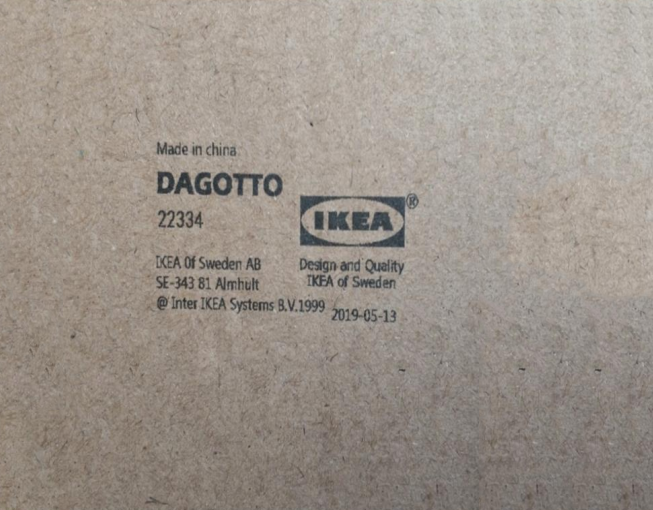 Made in china
DAGOTTO
22334
IKEA Of Sweden AB
SE-343 81 Almhult
@ Inter IKEA Systems B.V.1999
IKEA®
Design and Quality
IKEA of Sweden
2019-05-13